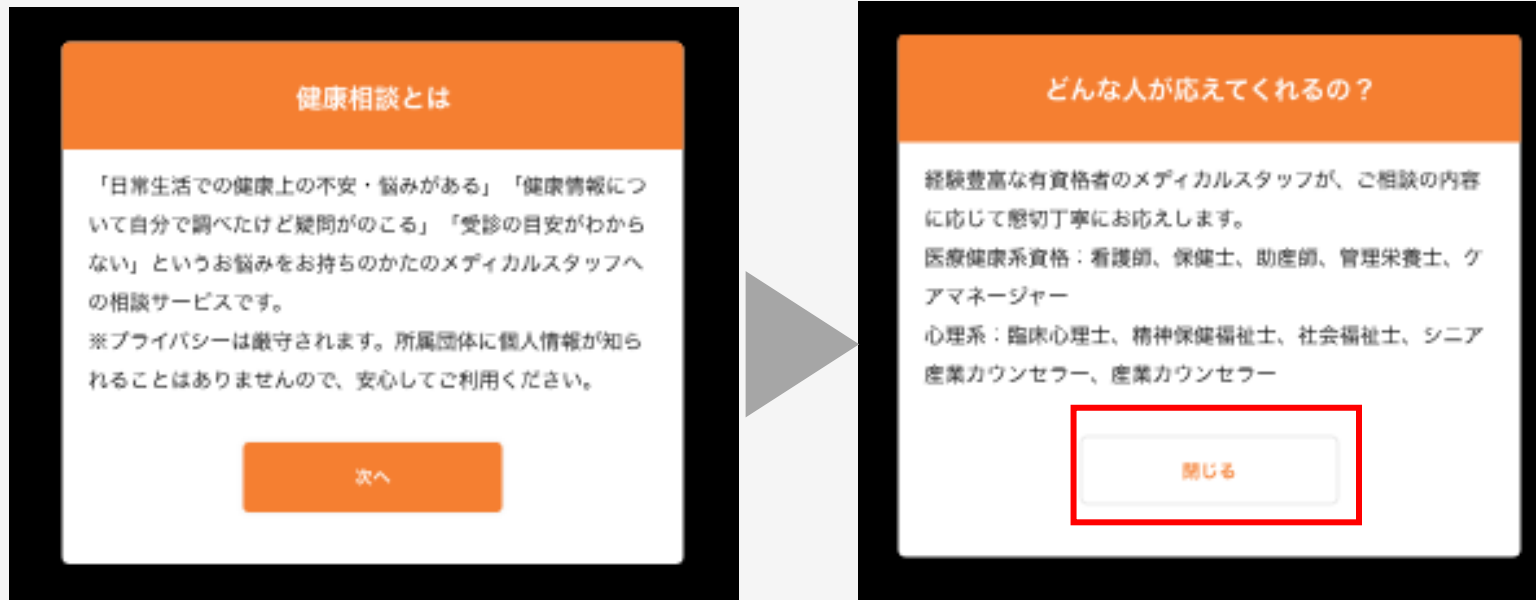 健康相談とは
「日常生活での健康上の不安・悩みがある」「健康情報につ
いて自分で調べたけど疑問がのこる」「受診の目安がわから
ない」というお悩みをお持ちのかたのメディカルスタッフへ
の相談サービスです。
※プライバシーは厳守されます。所属団体に個人情報が知ら
れることはありませんので、安心してご利用ください。
次へ
どんな人が応えてくれるの？
経験豊富な有資格者のメディカルスタッフが、ご相談の内容
に応じて懇切丁寧にお応えします。
医療健康系資格：看護師、保健士、助産師、管理栄養士、ケ
アマネージャー
心理系：臨床心理士、精神保健福祉士、社会福祉士、シニア
産業カウンセラー、産業カウンセラー
閉じる